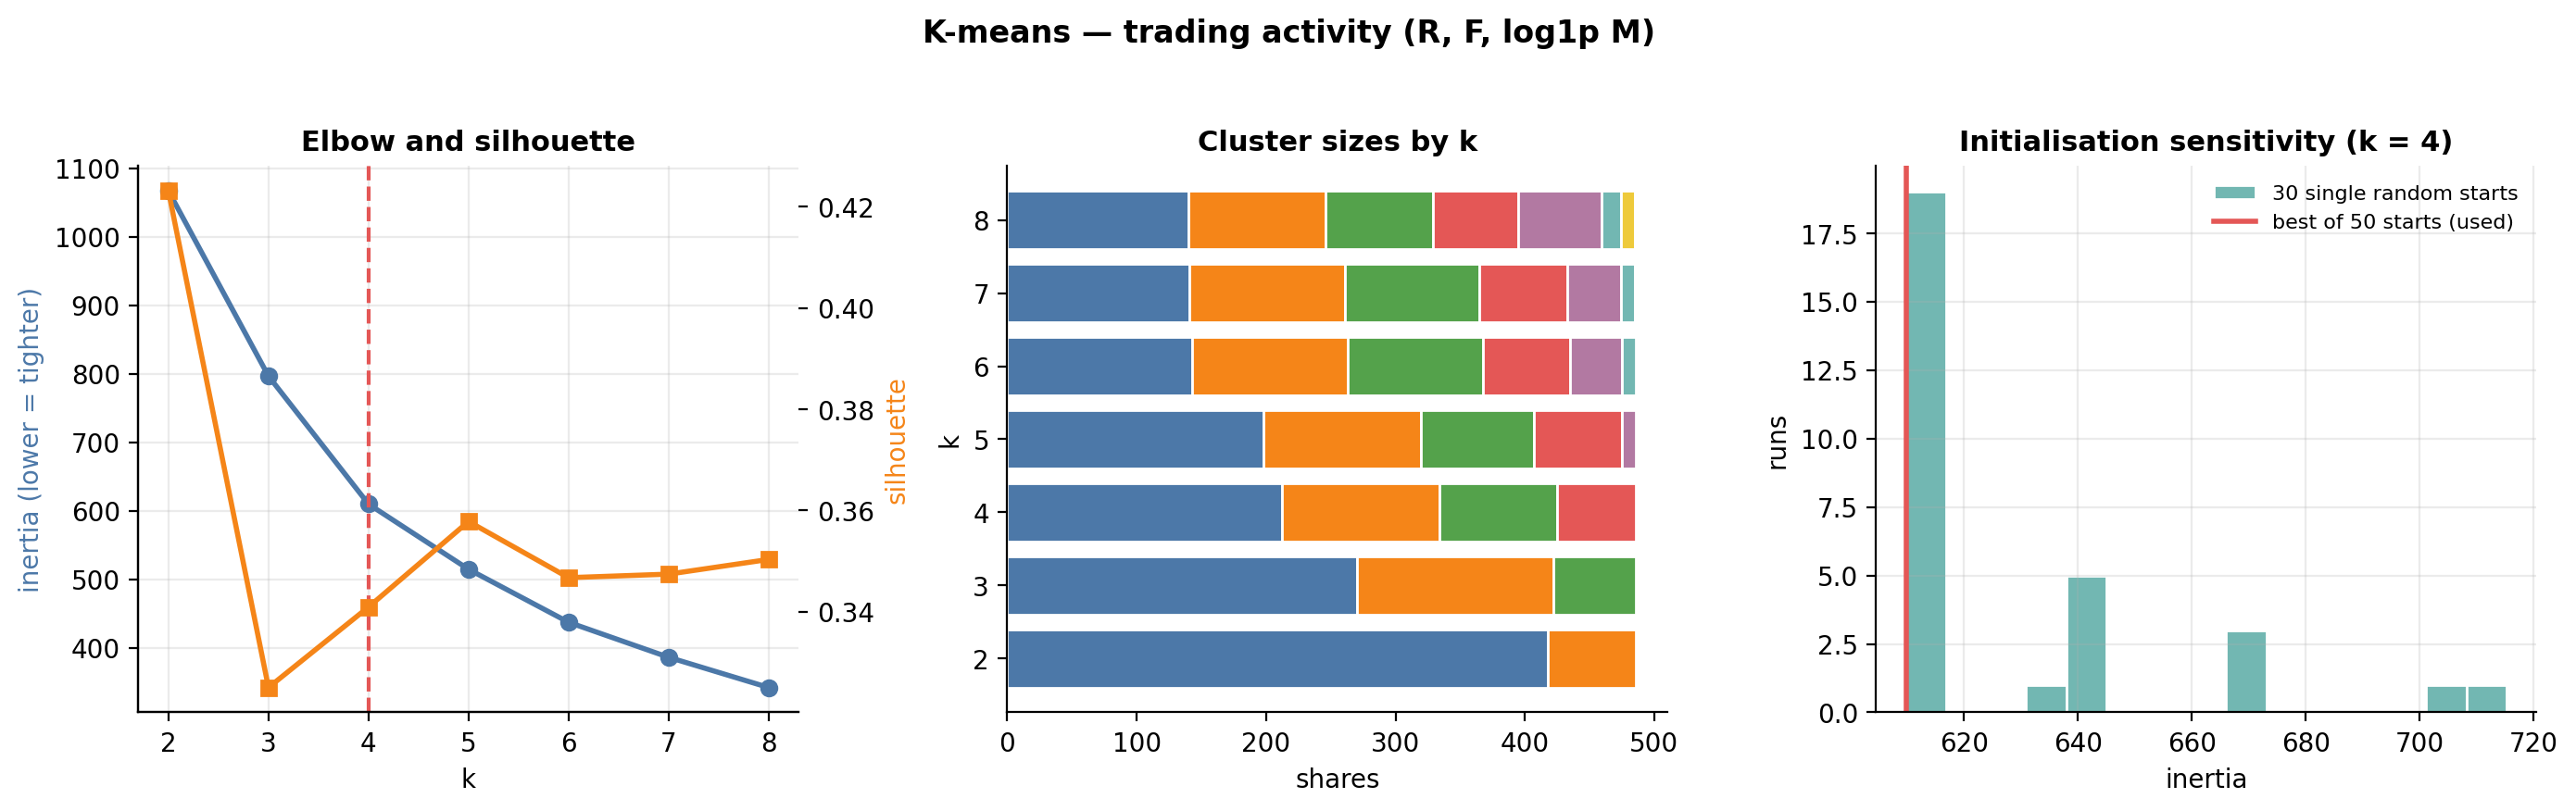 K-means — trading activity (R, F, log1p M)
Elbow and silhouette
1100
1000
900
800
700
600
500
400
inertia (lower = tighter)
0.42
0.40
0.38
0.36
0.34
silhouette
2 3 4 5 6 7 8
k
Cluster sizes by k
8
7
6
5
4
3
2
k
0 100 200 300 400 500
shares
Initialisation sensitivity (k = 4)
30 single random starts
best of 50 starts (used)
17.5
15.0
12.5
10.0
7.5
5.0
2.5
0.0
runs
620 640 660 680 700 720
inertia